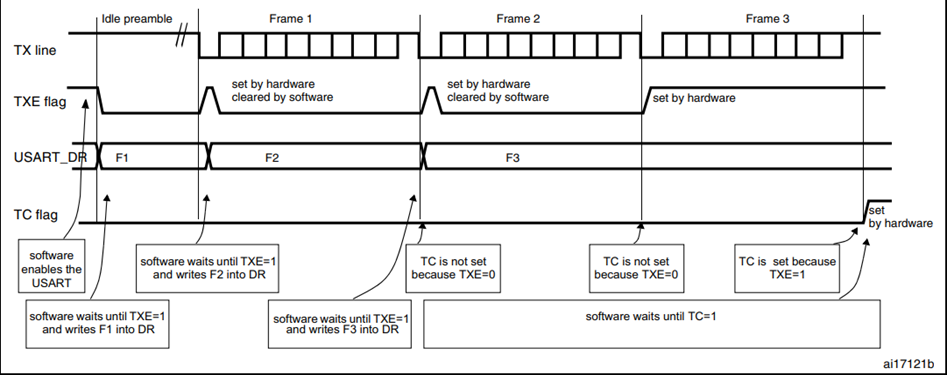 Idle preamble
Frame 1
Frame 2
Frame 3
TX line
TXE flag
set by hardware
cleared by software
set by hardware
cleared by software
set by hardware
USART_DR
F1
F2
F3
TC flag
set
by hardware
software
enables the
USART
software waits until TXE=1
and writes F2 into DR
TC is not set
because TXE=0
TC is not set
because TXE=0
TC is set because
TXE=1
software waits until TXE=1
and writes F1 into DR
software waits until TXE=1
and writes F3 into DR
software waits until TC=1
ai17121b